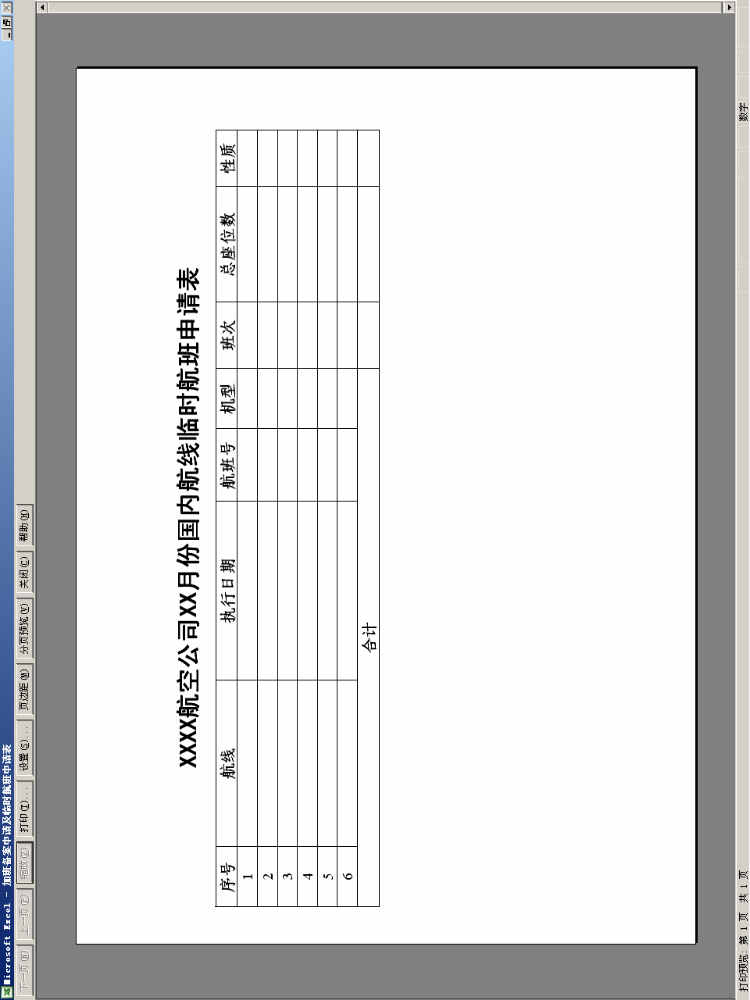 Microsoft Excel - 加班备案申请及临时航班申请表
下一页(N) 上一页(P) 缩放(Z) 打印(T)... 设置(S)... 页边距(M) 分页预览(V) 关闭(C) 帮助(H)
XXXX航空公司XX月份国内航线临时航班申请表
序号 航线 执行日期 航班号 机型 班次 总座位数 性质
1
2
3
4
5
6
合计
打印预览: 第 1 页 共 1 页 数字